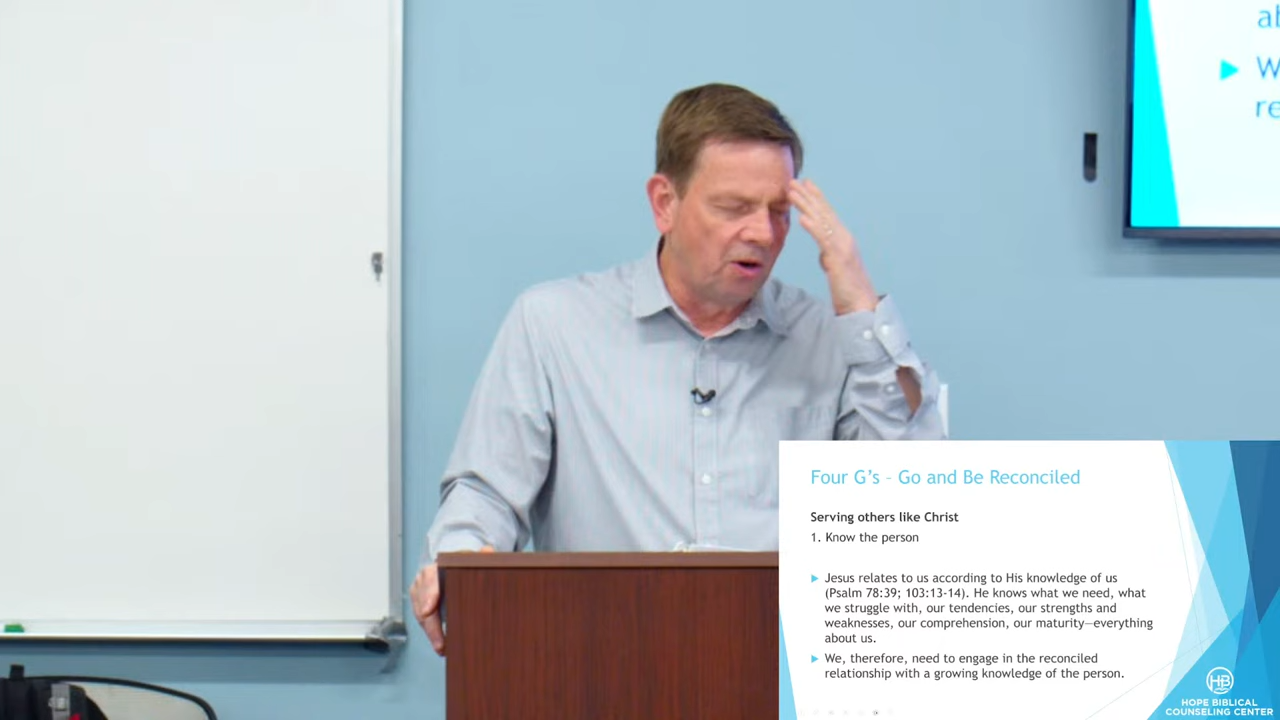 Four G's - Go and Be Reconciled
Serving others like Christ
1. Know the person
Jesus relates to us according to His knowledge of us
(Psalm 78:39; 103:13-14). He knows what we need, what
we struggle with, our tendencies, our strengths and
weaknesses, our comprehension, our maturity—everything
about us.
We, therefore, need to engage in the reconciled
relationship with a growing knowledge of the person.
HB
HOPE BIBLICAL
COUNSELING CENTER